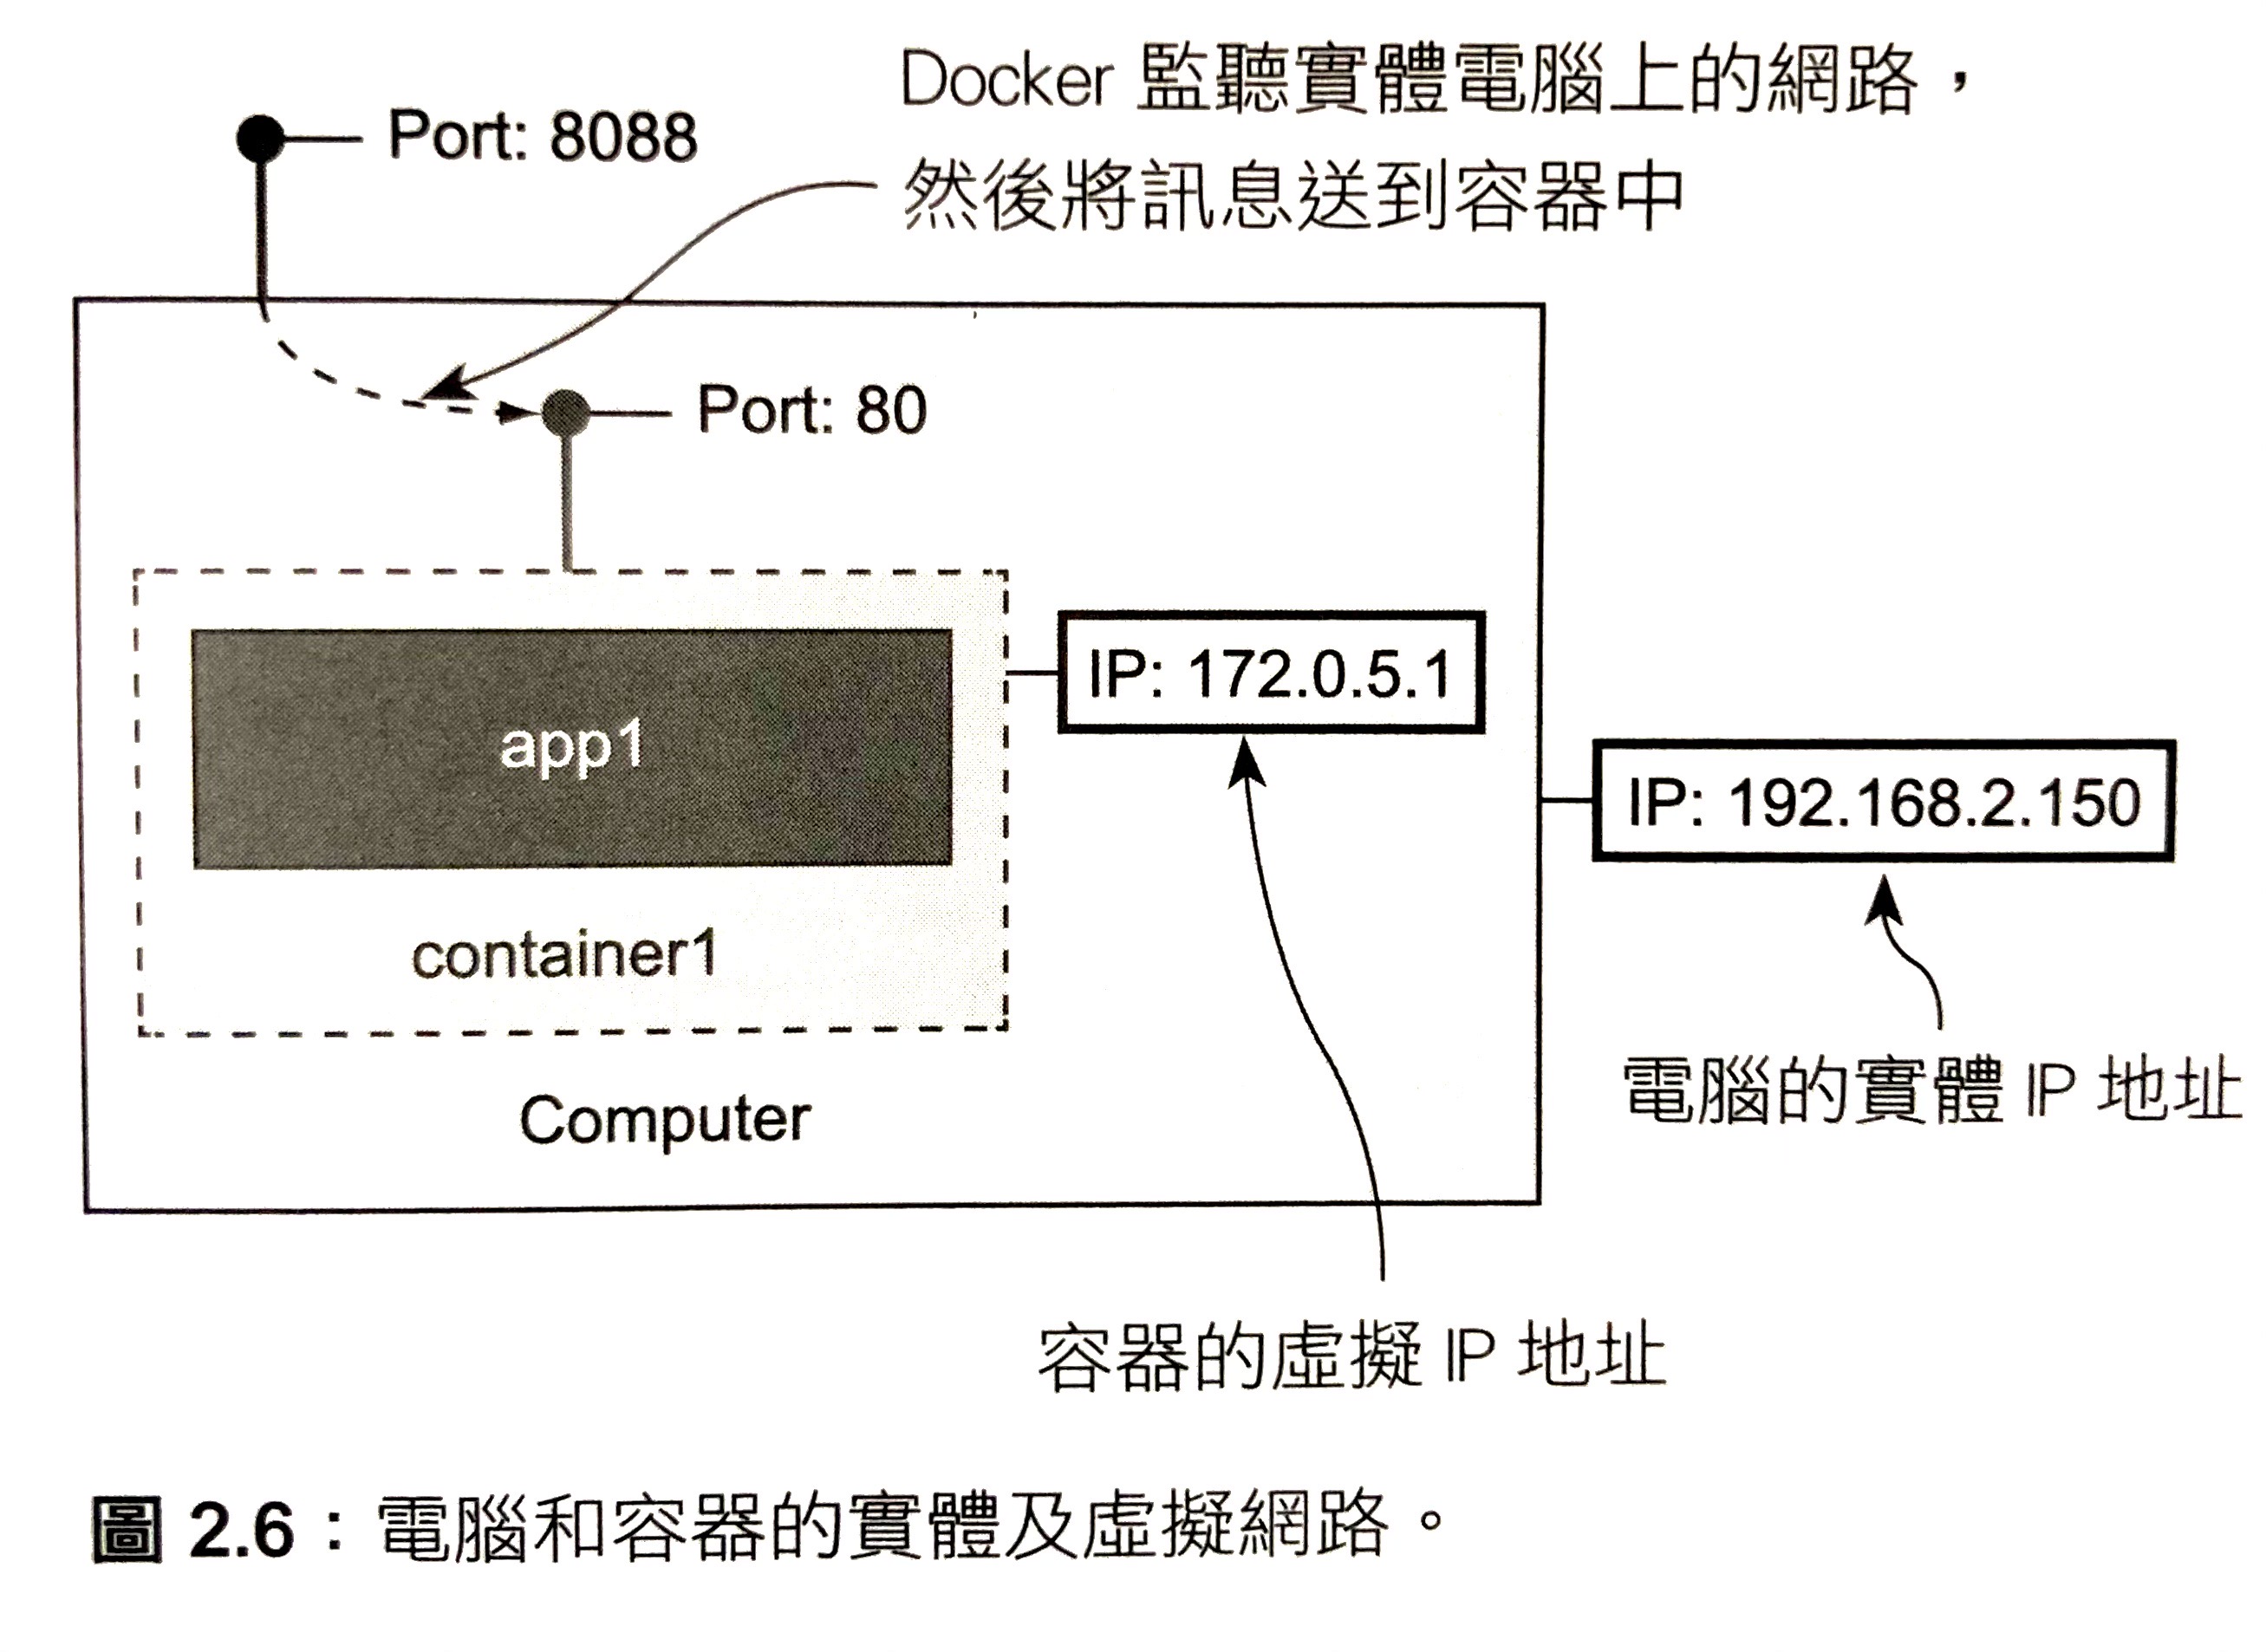 Docker 監聽實體電腦上的網路，
Port: 8088
然後將訊息送到容器中
Port: 80
IP: 172.0.5.1
app1
IP: 192.168.2.150
container1
電腦的實體 IP 地址
Computer
容器的虛擬 IP 地址
圖 2.6：電腦和容器的實體及虛擬網路。